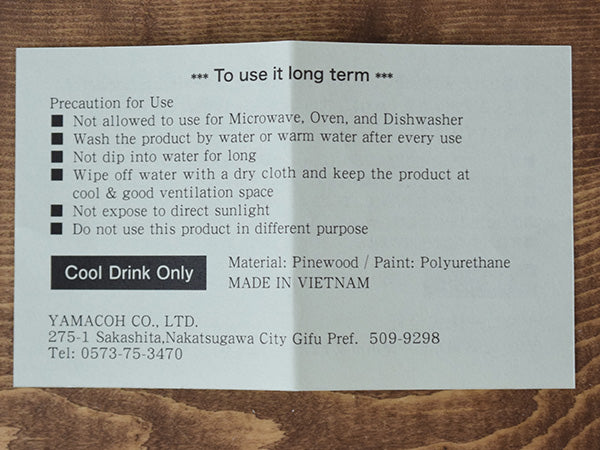 *** To use it long term ***
Precaution for Use
■ Not allowed to use for Microwave, Oven, and Dishwasher
■ Wash the product by water or warm water after every use
■ Not dip into water for long
■ Wipe off water with a dry cloth and keep the product at
cool & good ventilation space
■ Not expose to direct sunlight
■ Do not use this product in different purpose
Cool Drink Only
Material: Pinewood / Paint: Polyurethane
MADE IN VIETNAM
YAMACOH CO., LTD.
275-1 Sakashita,Nakatsugawa City Gifu Pref. 509-9298
Tel: 0573-75-3470